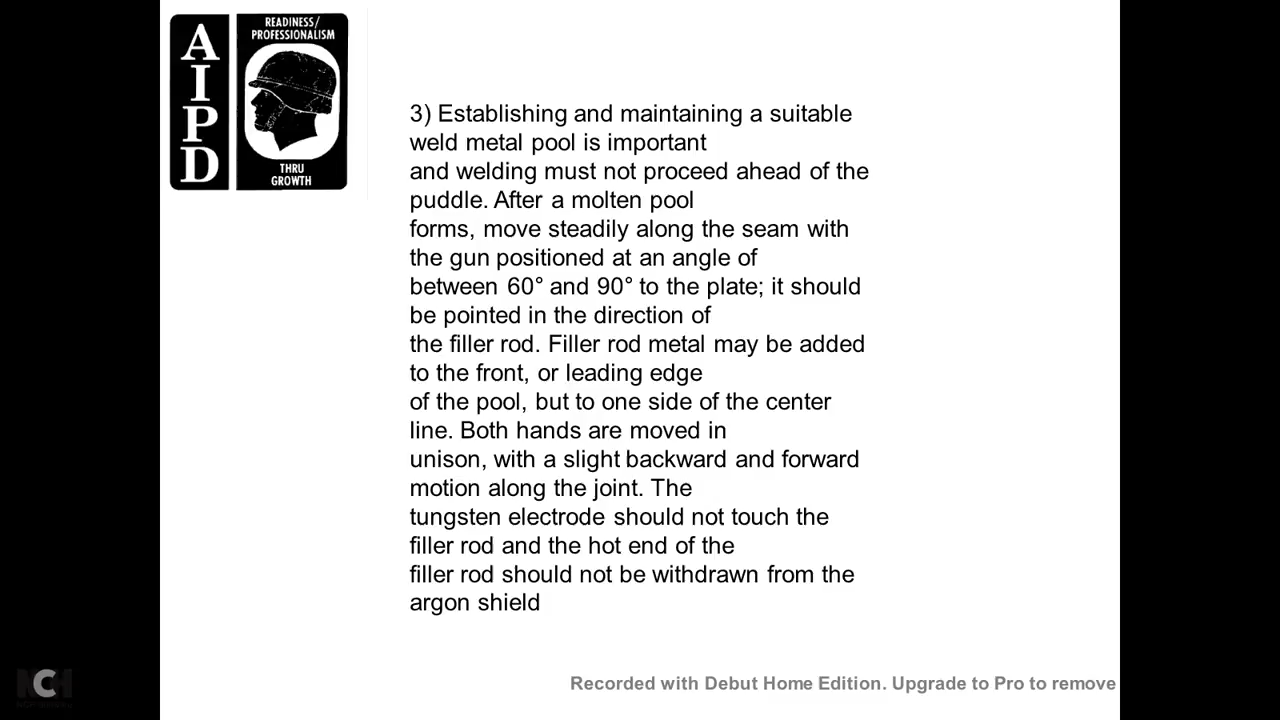 AIPD
READINESS/
PROFESSIONALISM
THRU
GROWTH
3) Establishing and maintaining a suitable
weld metal pool is important
and welding must not proceed ahead of the
puddle. After a molten pool
forms, move steadily along the seam with
the gun positioned at an angle of
between 60° and 90° to the plate; it should
be pointed in the direction of
the filler rod. Filler rod metal may be added
to the front, or leading edge
of the pool, but to one side of the center
line. Both hands are moved in
unison, with a slight backward and forward
motion along the joint. The
tungsten electrode should not touch the
filler rod and the hot end of the
filler rod should not be withdrawn from the
argon shield
NCH
Recorded with Debut Home Edition. Upgrade to Pro to remove